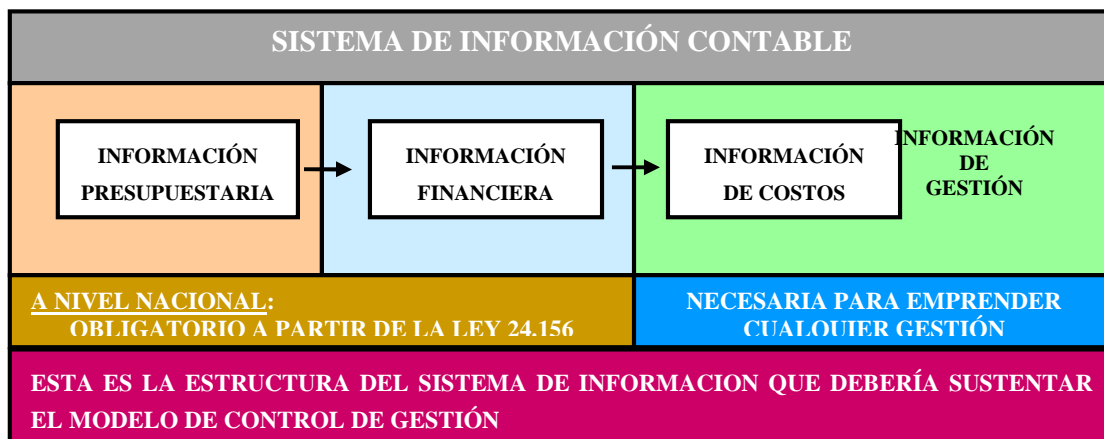 SISTEMA DE INFORMACIÓN CONTABLE
INFORMACIÓN
PRESUPUESTARIA
INFORMACIÓN
FINANCIERA
INFORMACIÓN
DE COSTOS
INFORMACIÓN
DE
GESTIÓN
A NIVEL NACIONAL:
OBLIGATORIO A PARTIR DE LA LEY 24.156
NECESARIA PARA EMPRENDER
CUALQUIER GESTIÓN
ESTA ES LA ESTRUCTURA DEL SISTEMA DE INFORMACION QUE DEBERÍA SUSTENTAR
EL MODELO DE CONTROL DE GESTIÓN